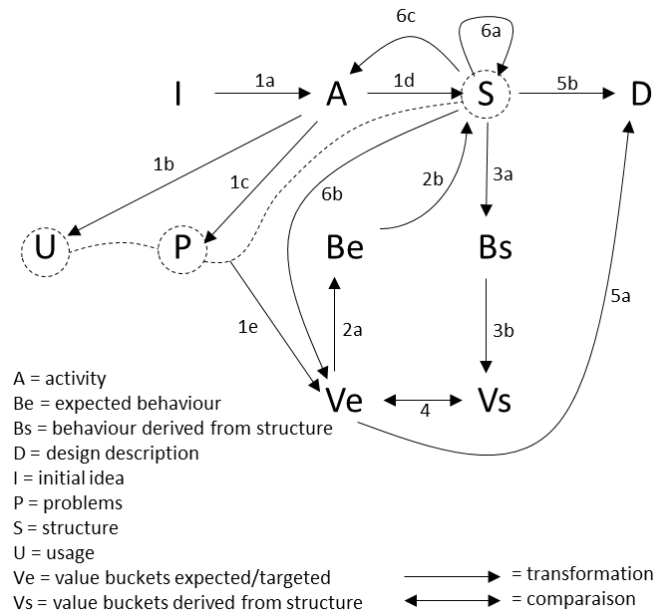 6c
6a
I
1a
A
1d
S
5b
D
1b
1c
6b
2b
3a
U
P
Be
Bs
1e
2a
3b
5a
Ve
4
Vs
A = activity
Be = expected behaviour
Bs = behaviour derived from structure
D = design description
I = initial idea
P = problems
S = structure
U = usage
Ve = value buckets expected/targeted
Vs = value buckets derived from structure
= transformation
= comparaison